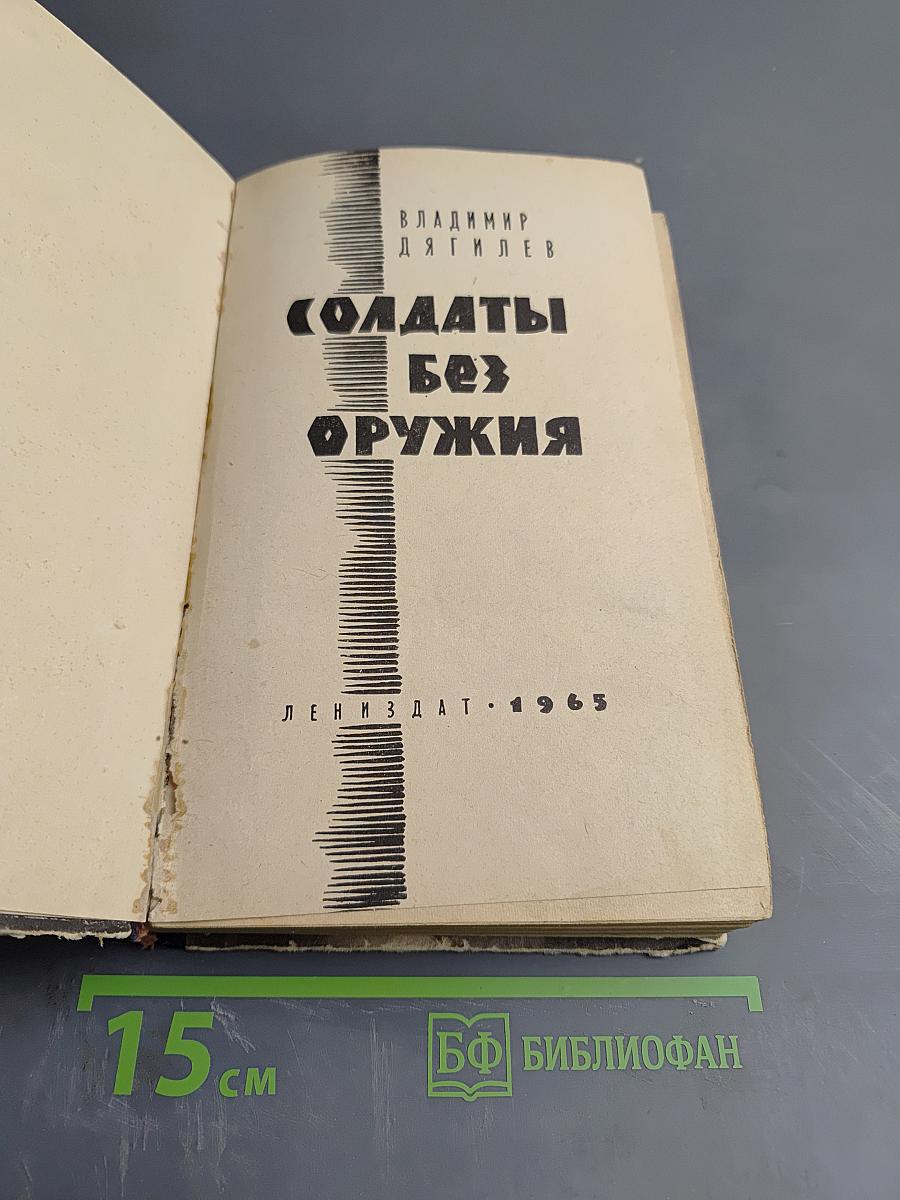 ВЛАДИМИР
ДЯГИЛЕВ
СОЛДАТЫ
БЕЗ
ОРУЖИЯ
ЛЕНИЗДАТ · 1965
15 см
БФ БИБЛИОФАН